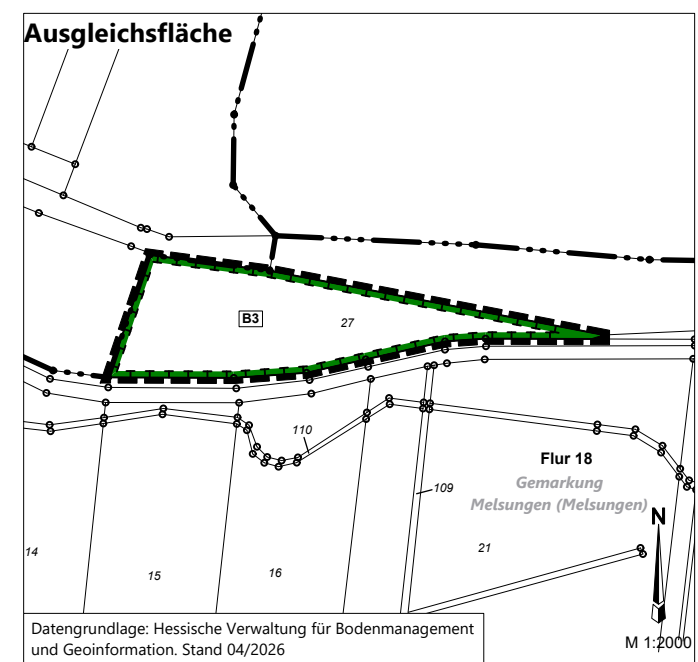 Ausgleichsfläche
B3
27
110
Flur 18
Gemarkung
Melsungen (Melsungen)
N
109
21
14
15
16
Datengrundlage: Hessische Verwaltung für Bodenmanagement
und Geoinformation. Stand 04/2026
M 1:2000